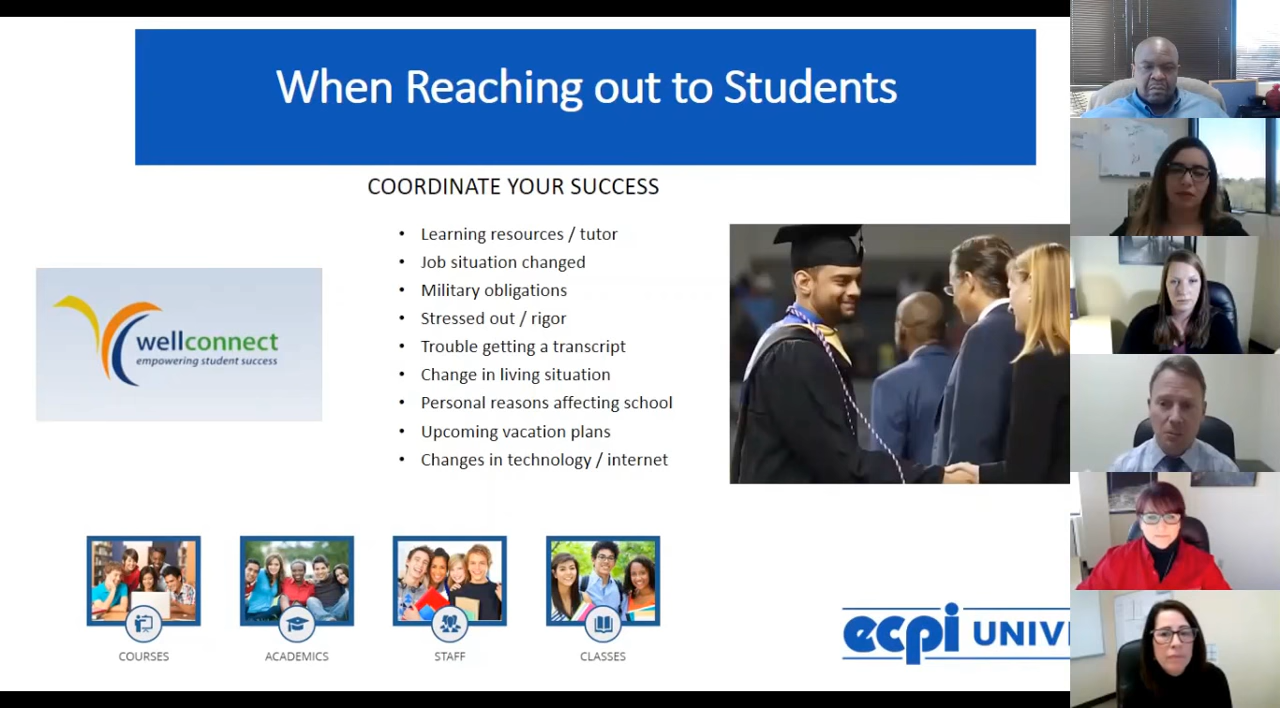 When Reaching out to Students
COORDINATE YOUR SUCCESS
• Learning resources / tutor
• Job situation changed
• Military obligations
• Stressed out / rigor
• Trouble getting a transcript
• Change in living situation
• Personal reasons affecting school
• Upcoming vacation plans
• Changes in technology / internet
wellconnect
empowering student success
COURSES
ACADEMICS
STAFF
CLASSES
ecpi UNIV